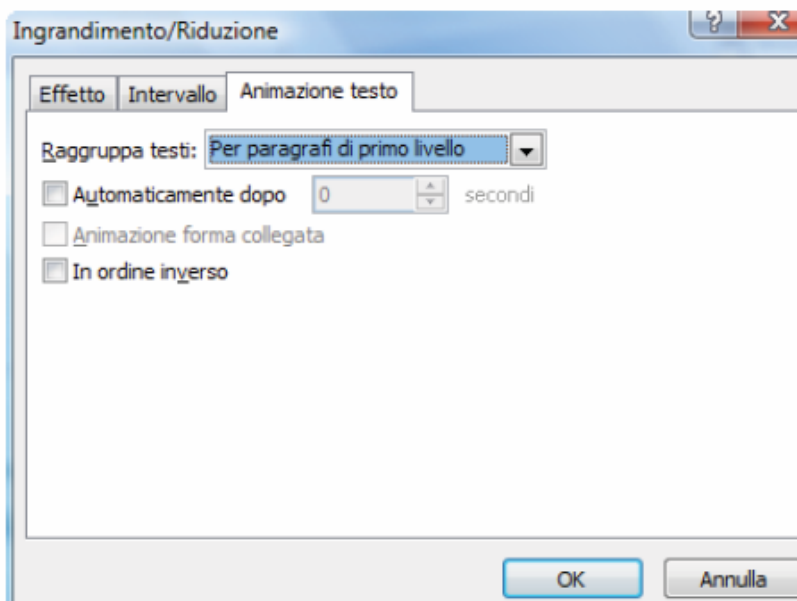 Ingrandimento/Riduzione
Effetto Intervallo Animazione testo
Raggruppa testi: Per paragrafi di primo livello
Automaticamente dopo 0 secondi
Animazione forma collegata
In ordine inverso
OK Annulla